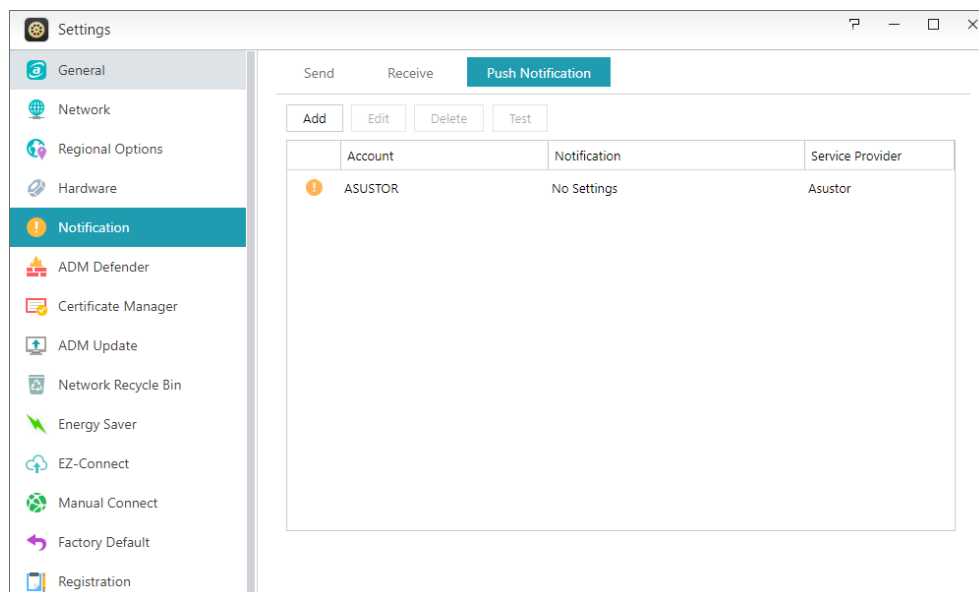 Settings
General
Network
Regional Options
Hardware
Notification
ADM Defender
Certificate Manager
ADM Update
Network Recycle Bin
Energy Saver
EZ-Connect
Manual Connect
Factory Default
Registration
Send Receive Push Notification
Add Edit Delete Test
Account Notification Service Provider
ASUSTOR No Settings Asustor